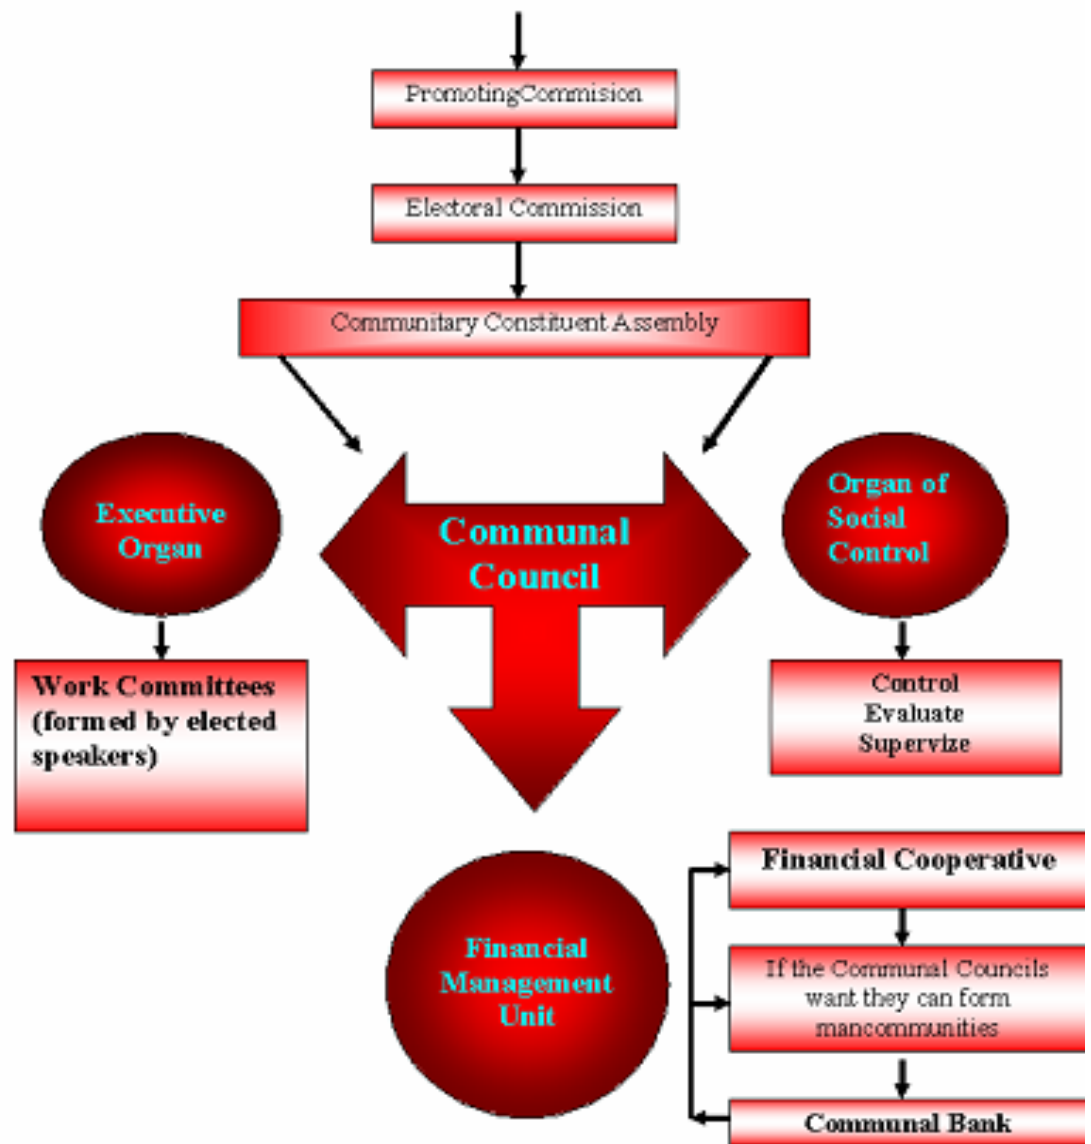 PromotingCommision
Electoral Commission
Communitary Constituent Assembly
Executive
Organ
Communal
Council
Organ of
Social
Control
Work Committees
(formed by elected
speakers)
Control
Evaluate
Supervize
Financial
Management
Unit
Financial Cooperative
If the Communal Councils
want they can form
mancommunities
Communal Bank